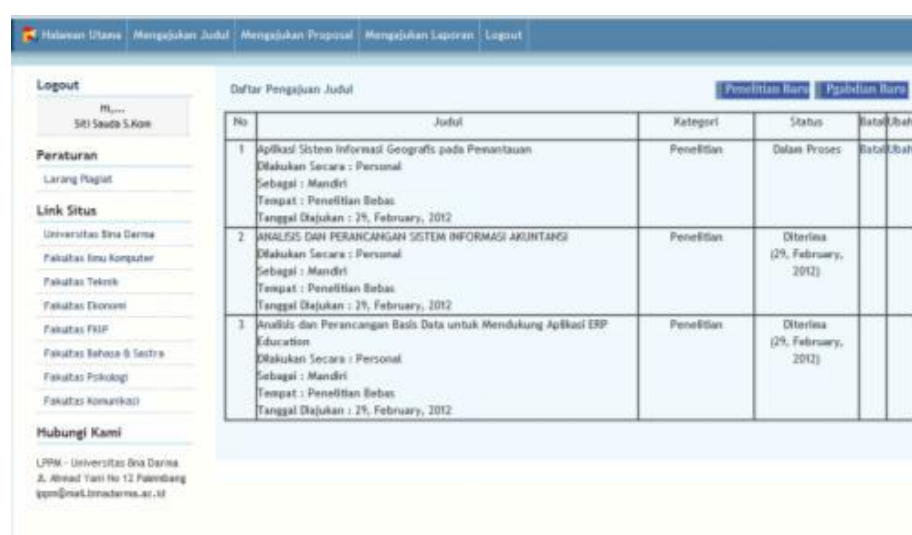 Halaman Utama Mengajukan Judul Mengajukan Proposal Mengajukan Laporan Logout
Logout
m,....
Siti Sauda S.Kom
Peraturan
Larang Plagiat
Link Situs
Universitas Bina Darma
Fakultas Ilmu Komputer
Fakultas Teknik
Fakultas Ekonomi
Fakultas FKIP
Fakultas Bahasa & Sastra
Fakultas Psikologi
Fakultas Komunikasi
Hubungi Kami
LPPM - Universitas Bina Darma
Jl. Ahmad Yani No 12 Palembang
lppm@mail.binadarma.ac.id
Daftar Pengajuan Judul
Penelitian Baru Pgabdian Baru
No Judul Kategori Status Batal Ubah
1 Aplikasi Sistem Informasi Geografis pada Pemantauan Penelitian Dalam Proses Batal Ubah
Dilakukan Secara : Personal
Sebagai : Mandiri
Tempat : Penelitian Bebas
Tanggal Diajukan : 29, February, 2012
2 ANALISIS DAN PERANCANGAN SISTEM INFORMASI AKUNTANSI Penelitian Diterima
Dilakukan Secara : Personal (29, February,
Sebagai : Mandiri 2012)
Tempat : Penelitian Bebas
Tanggal Diajukan : 29, February, 2012
3 Analisis dan Perancangan Basis Data untuk Mendukung Aplikasi ERP Penelitian Diterima
Education (29, February,
Dilakukan Secara : Personal 2012)
Sebagai : Mandiri
Tempat : Penelitian Bebas
Tanggal Diajukan : 29, February, 2012